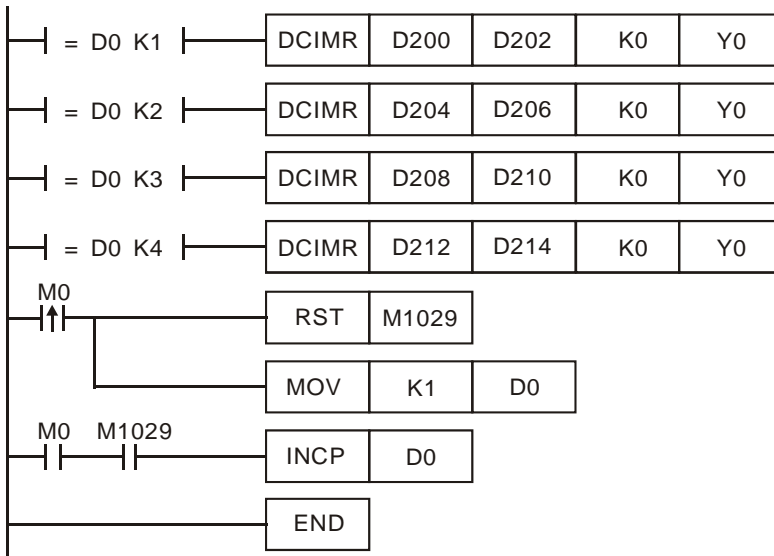 = D0 K1 DCIMR D200 D202 K0 Y0
= D0 K2 DCIMR D204 D206 K0 Y0
= D0 K3 DCIMR D208 D210 K0 Y0
= D0 K4 DCIMR D212 D214 K0 Y0
M0
RST M1029
MOV K1 D0
M0 M1029
INCP D0
END